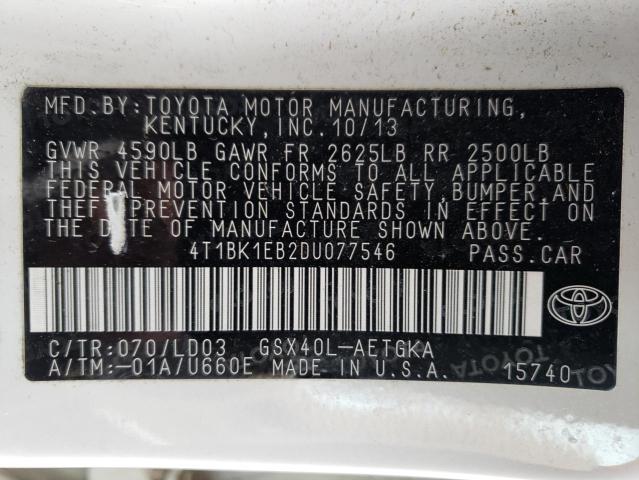 MFD. BY: TOYOTA MOTOR MANUFACTURING,
KENTUCKY, INC. 10/13
GVWR 4590LB GAWR FR 2625LB RR 2500LB
THIS VEHICLE CONFORMS TO ALL APPLICABLE
FEDERAL MOTOR VEHICLE SAFETY, BUMPER, AND
THEFT PREVENTION STANDARDS IN EFFECT ON
THE DATE OF MANUFACTURE SHOWN ABOVE.
4T1BK1EB2DU077546 PASS. CAR
C/TR: 070/LD03 GSX40L-AETGKA
A/TM: -01A/U660E MADE IN U.S.A. 15740
TOYOTA